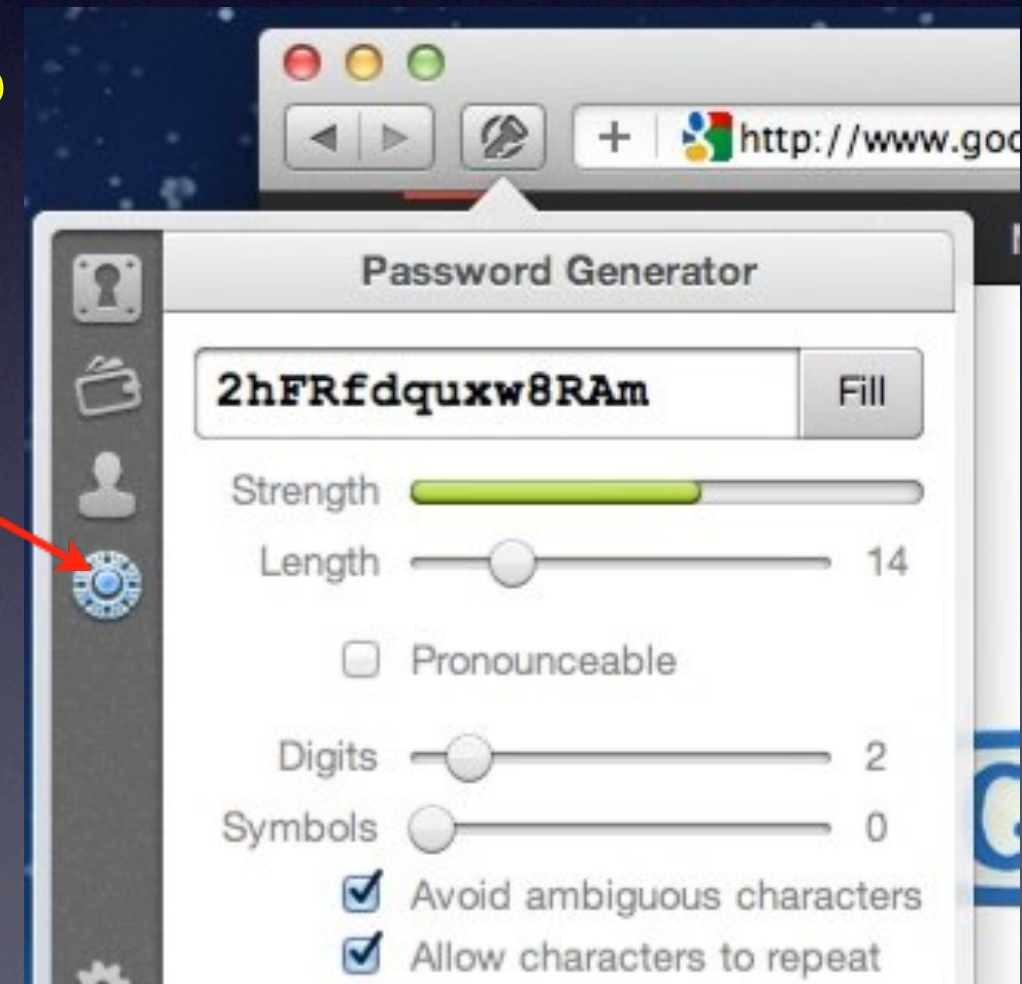 http://www.goo
Password Generator
2hFRfdquxw8RAm Fill
Strength
Length 14
Pronounceable
Digits 2
Symbols 0
Avoid ambiguous characters
Allow characters to repeat